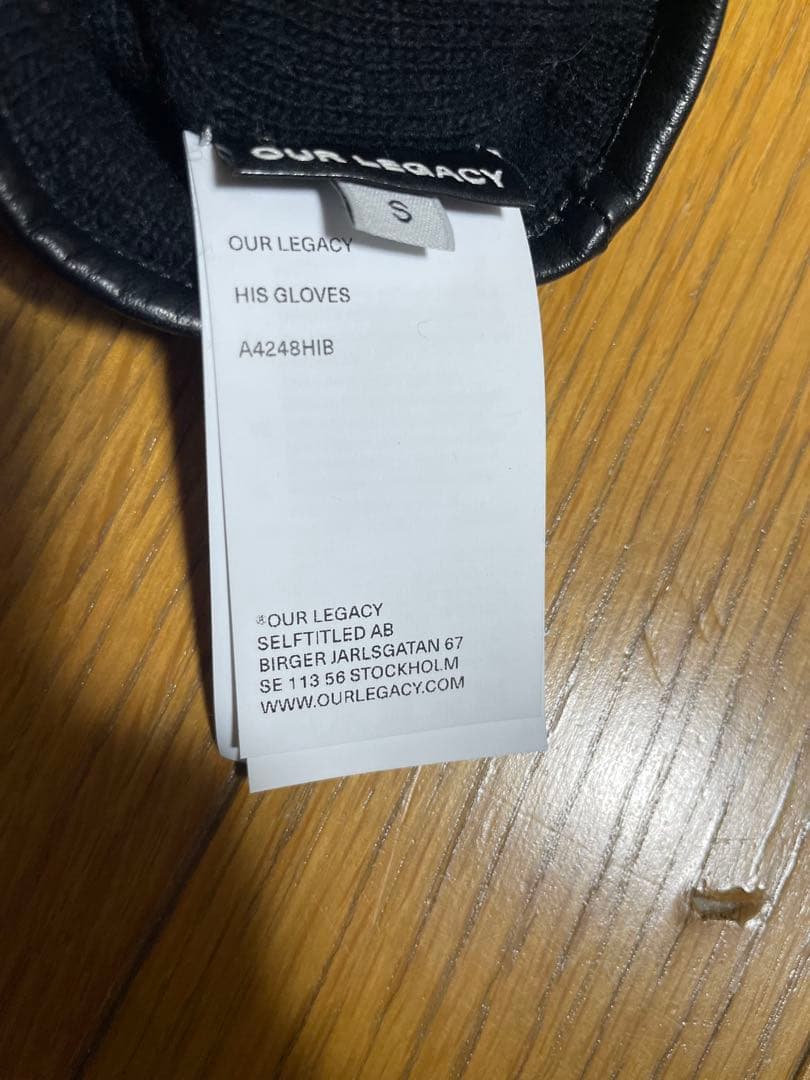 OUR LEGACY
S
OUR LEGACY
HIS GLOVES
A4248HIB
®OUR LEGACY
SELFTITLED AB
BIRGER JARLSGATAN 67
SE 113 56 STOCKHOLM
WWW.OURLEGACY.COM